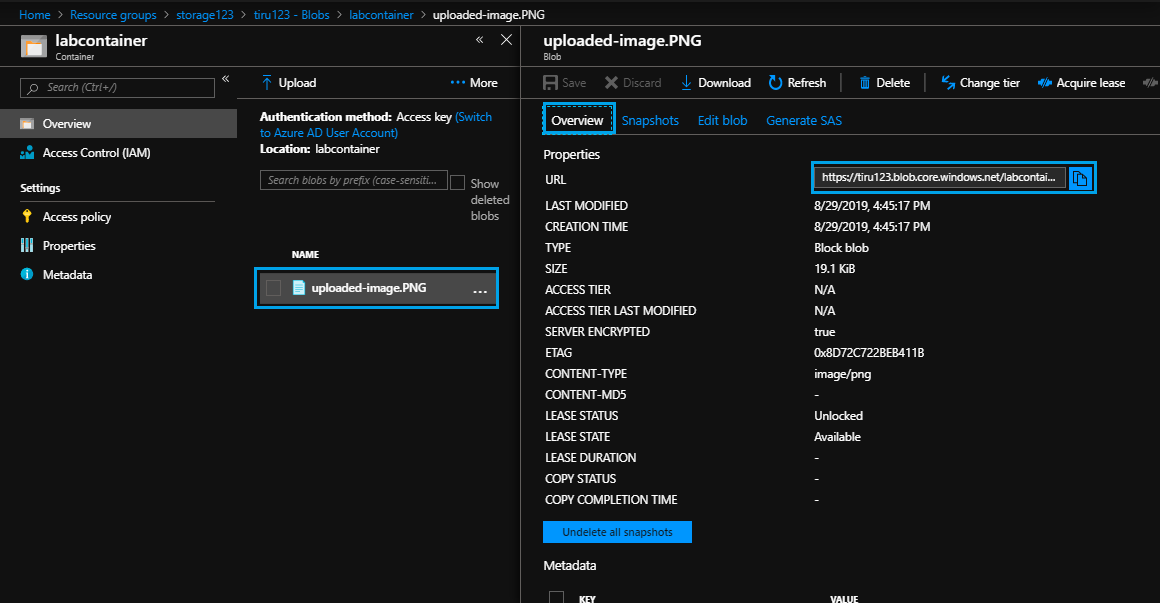 Home > Resource groups > storage123 > tiru123 - Blobs > labcontainer > uploaded-image.PNG
labcontainer
Container
Search (Ctrl+/)
Overview
Access Control (IAM)
Settings
Access policy
Properties
Metadata
Upload
More
Authentication method: Access key (Switch
to Azure AD User Account)
Location: labcontainer
Search blobs by prefix (case-sensiti...
Show
deleted
blobs
NAME
uploaded-image.PNG ...
uploaded-image.PNG
Blob
Save Discard Download Refresh Delete Change tier Acquire lease
Overview Snapshots Edit blob Generate SAS
Properties
URL https://tiru123.blob.core.windows.net/labcontai...
LAST MODIFIED 8/29/2019, 4:45:17 PM
CREATION TIME 8/29/2019, 4:45:17 PM
TYPE Block blob
SIZE 19.1 KiB
ACCESS TIER N/A
ACCESS TIER LAST MODIFIED N/A
SERVER ENCRYPTED true
ETAG 0x8D72C722BEB411B
CONTENT-TYPE image/png
CONTENT-MD5 -
LEASE STATUS Unlocked
LEASE STATE Available
LEASE DURATION -
COPY STATUS -
COPY COMPLETION TIME -
Undelete all snapshots
Metadata
KEY VALUE